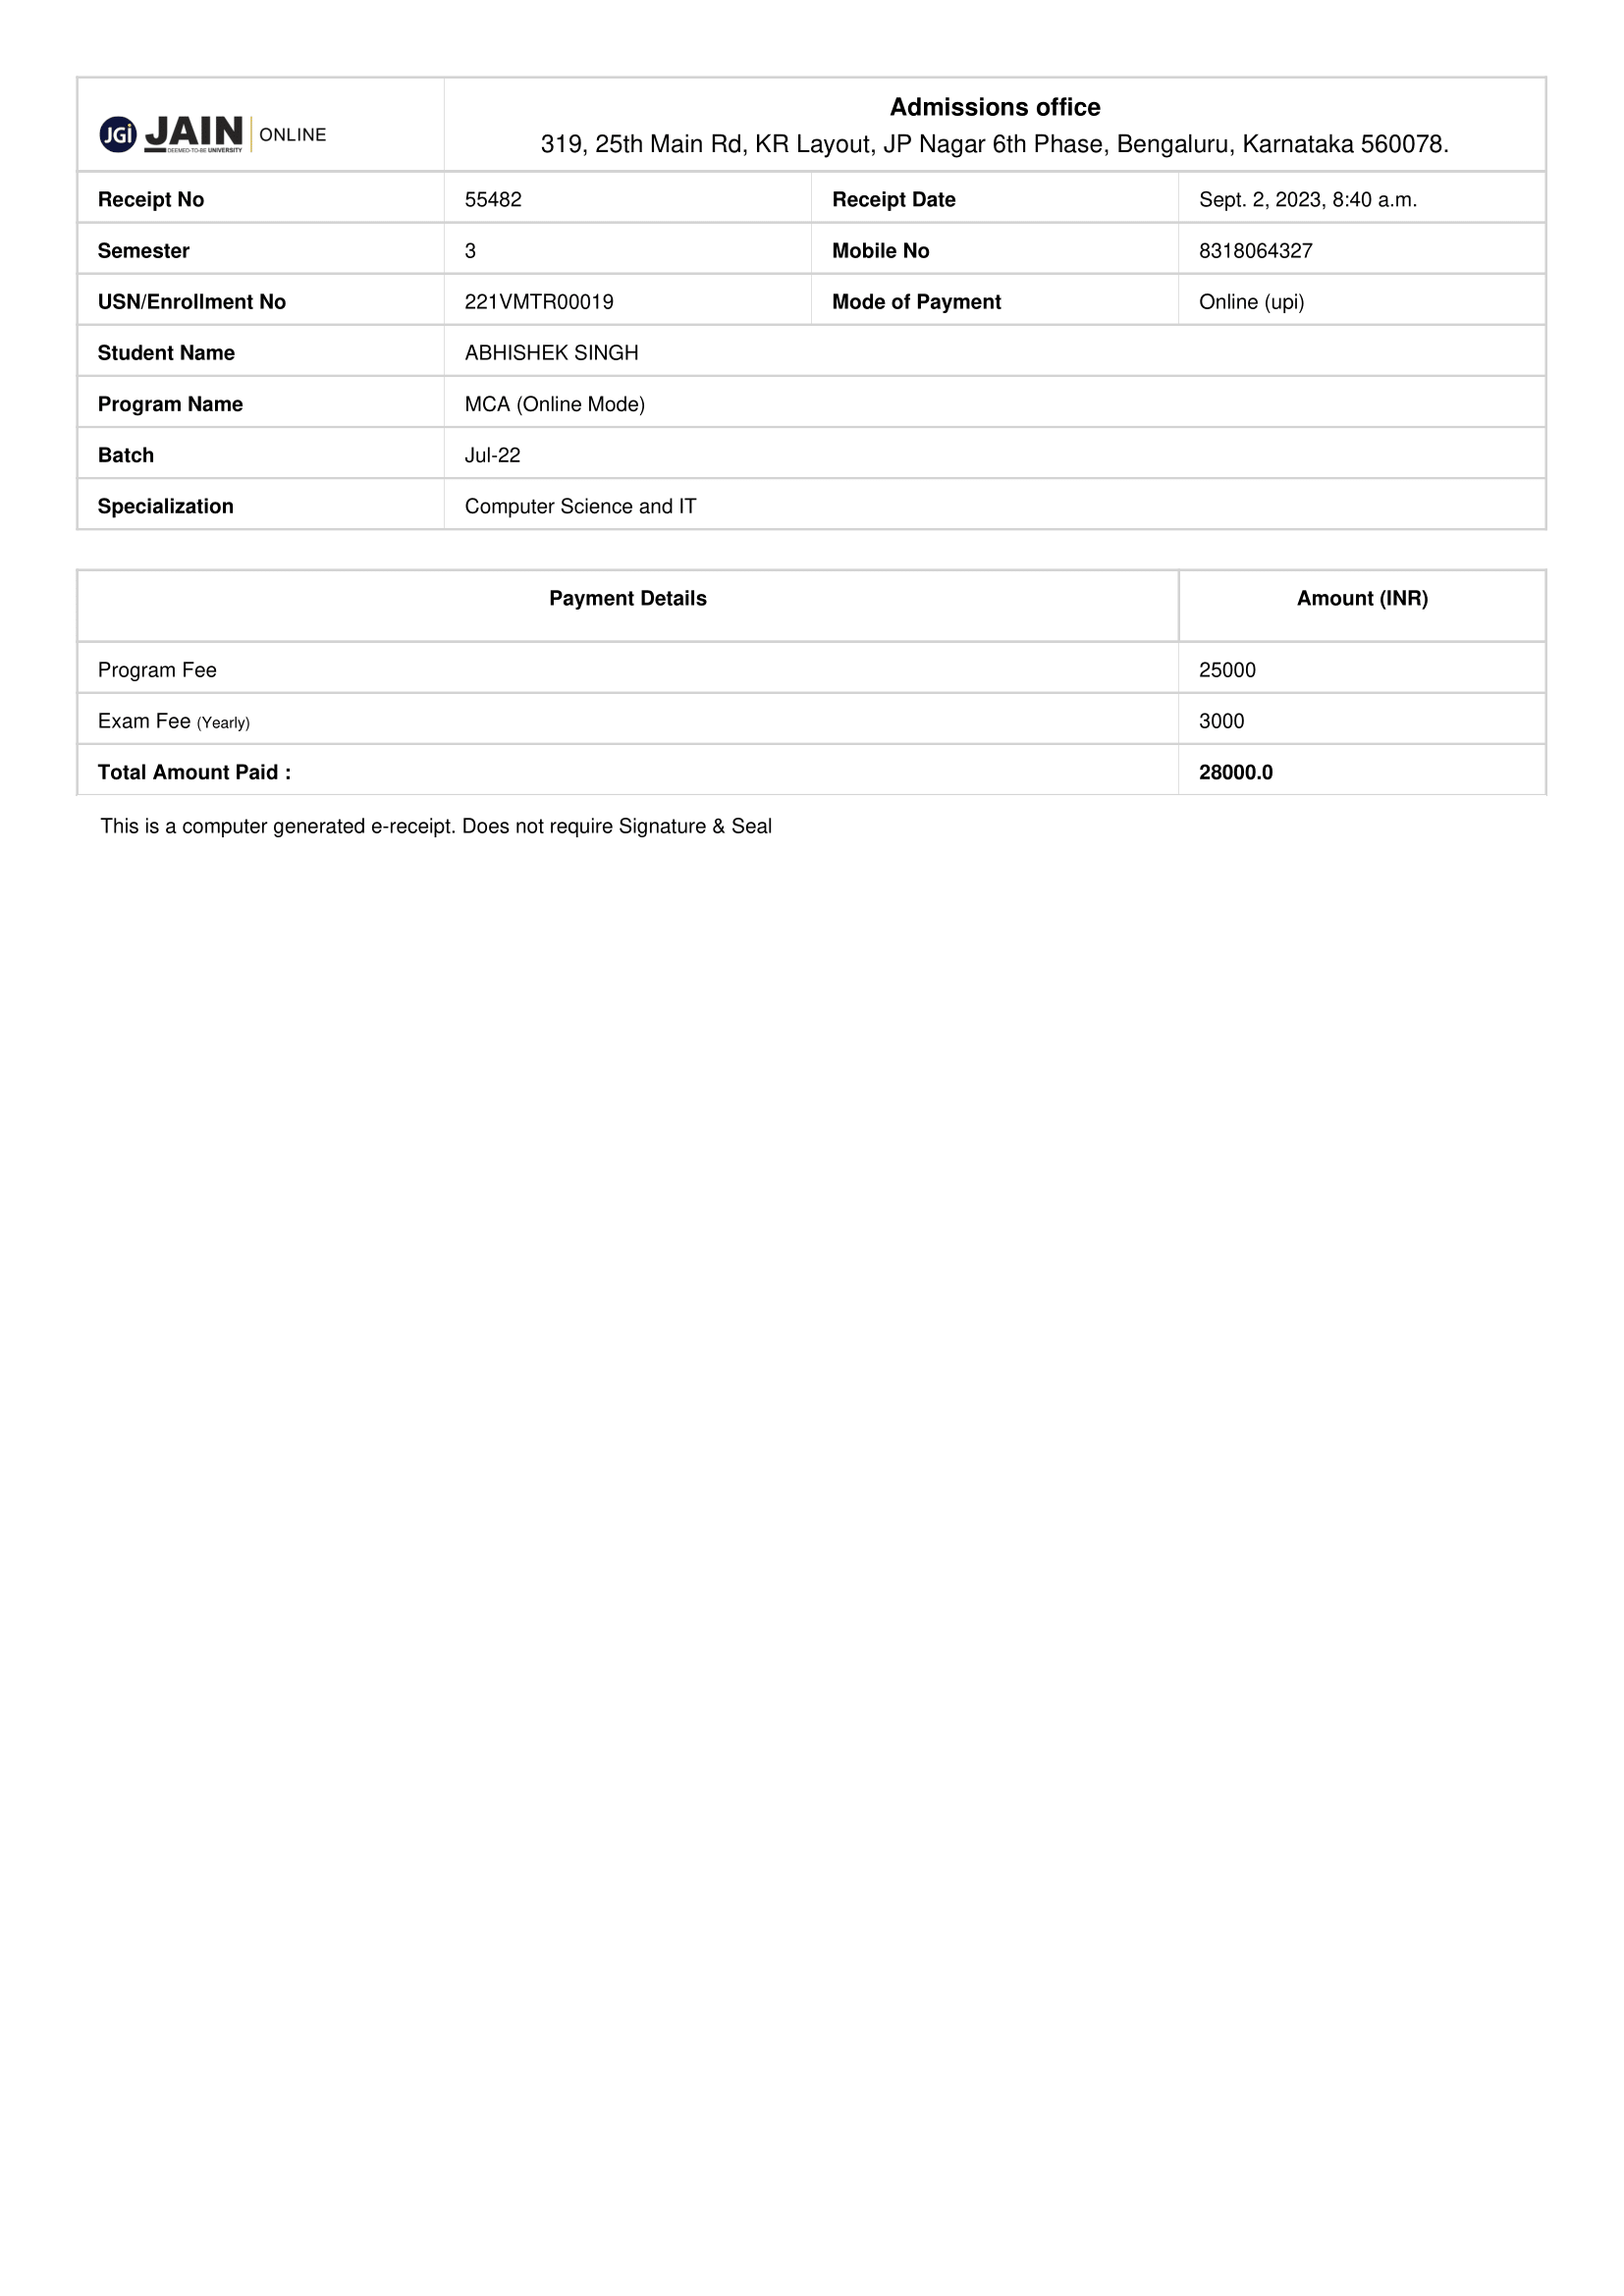 JGi JAIN DEEMED-TO-BE UNIVERSITY ONLINE
Admissions office
319, 25th Main Rd, KR Layout, JP Nagar 6th Phase, Bengaluru, Karnataka 560078.
Receipt No 55482 Receipt Date Sept. 2, 2023, 8:40 a.m.
Semester 3 Mobile No 8318064327
USN/Enrollment No 221VMTR00019 Mode of Payment Online (upi)
Student Name ABHISHEK SINGH
Program Name MCA (Online Mode)
Batch Jul-22
Specialization Computer Science and IT
Payment Details Amount (INR)
Program Fee 25000
Exam Fee (Yearly) 3000
Total Amount Paid : 28000.0
This is a computer generated e-receipt. Does not require Signature & Seal